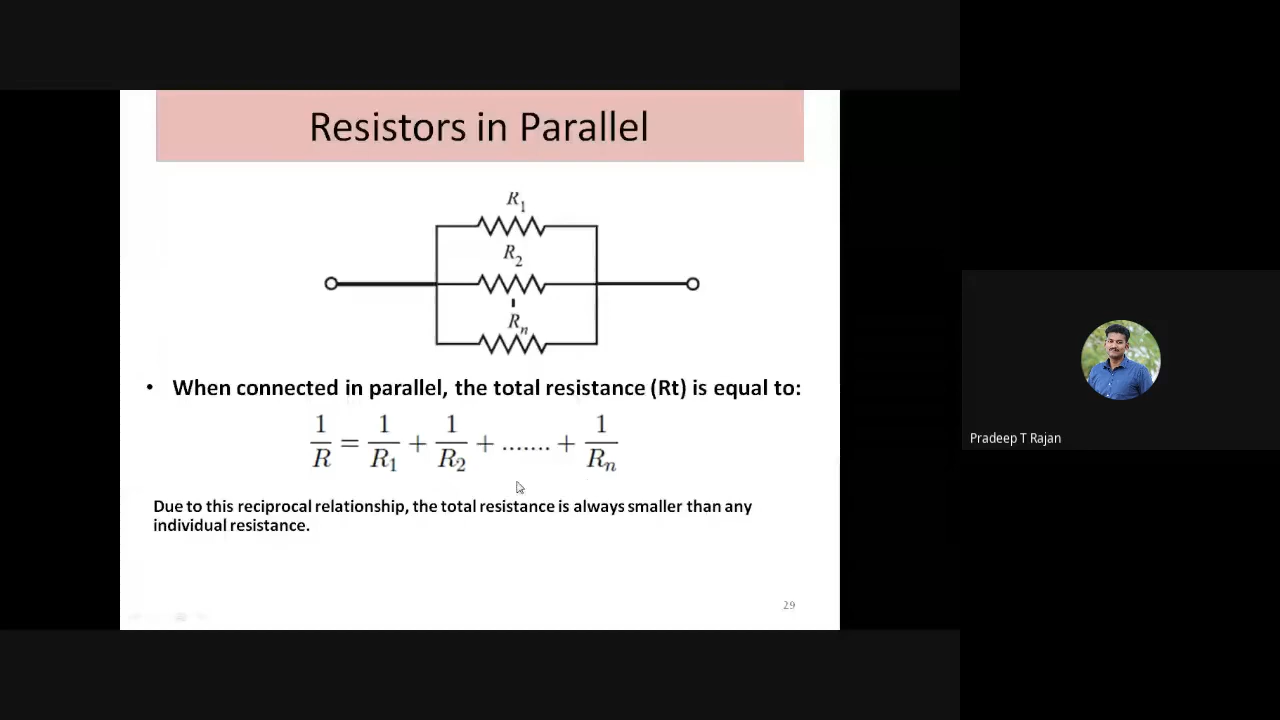 Resistors in Parallel
R1
R2
Rn
• When connected in parallel, the total resistance (Rt) is equal to:
1/R = 1/R1 + 1/R2 + ....... + 1/Rn
Due to this reciprocal relationship, the total resistance is always smaller than any
individual resistance.
29
Pradeep T Rajan